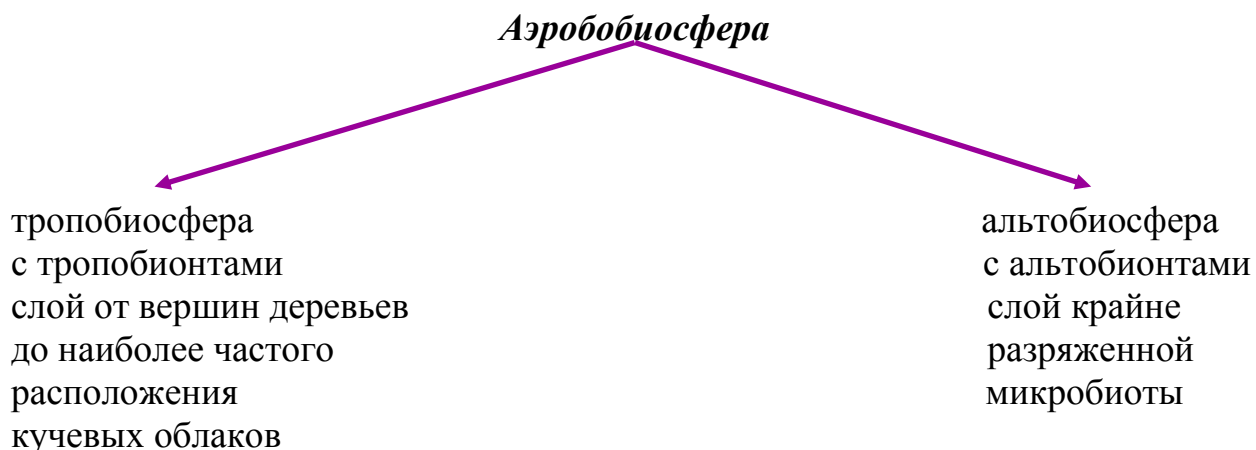 Аэробобиосфера
тропобиосфера
с тропобионтами
слой от вершин деревьев
до наиболее частого
расположения
кучевых облаков
альтобиосфера
с альтобионтами
слой крайне
разряженной
микробиоты